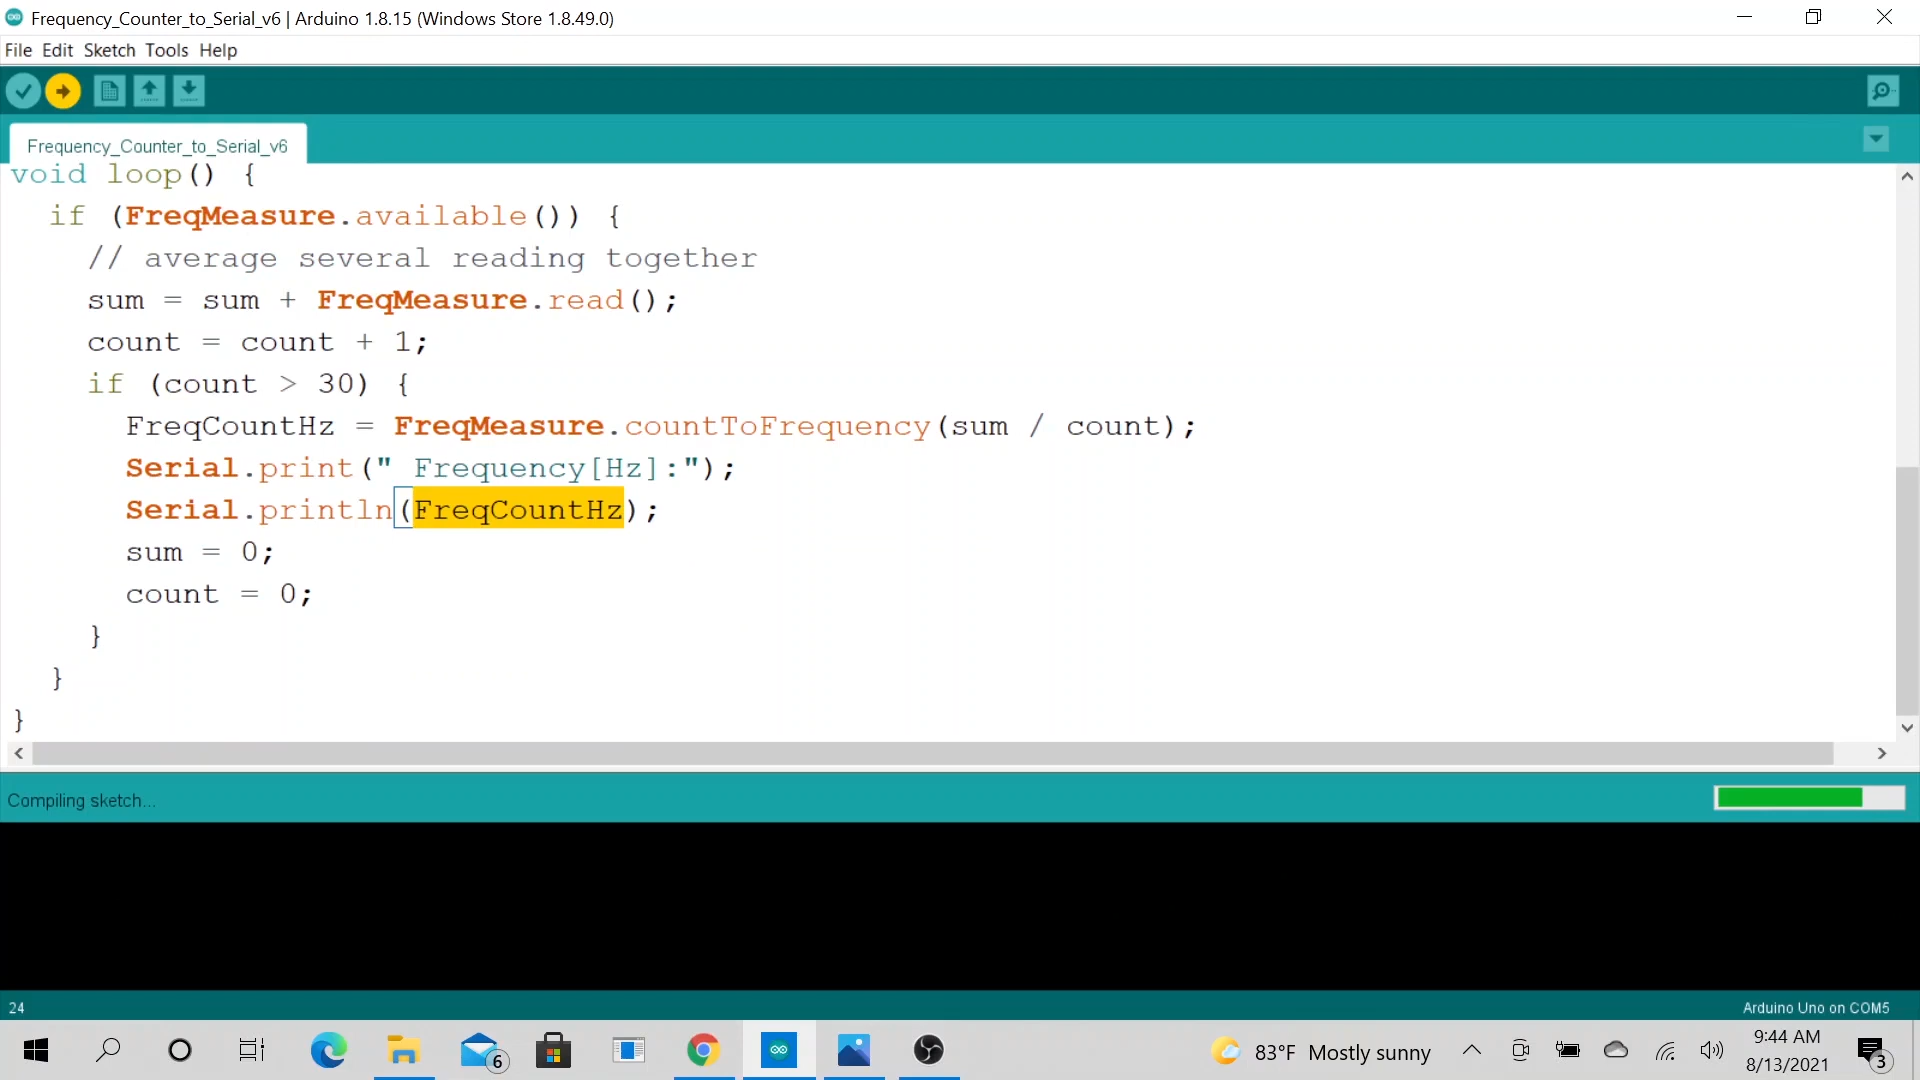 Frequency_Counter_to_Serial_v6 | Arduino 1.8.15 (Windows Store 1.8.49.0)
File Edit Sketch Tools Help
Frequency_Counter_to_Serial_v6
void loop() {
if (FreqMeasure.available()) {
// average several reading together
sum = sum + FreqMeasure.read();
count = count + 1;
if (count > 30) {
FreqCountHz = FreqMeasure.countToFrequency(sum / count);
Serial.print(" Frequency[Hz]:");
Serial.println(FreqCountHz);
sum = 0;
count = 0;
}
}
}
Compiling sketch...
24
Arduino Uno on COM5
6
83°F Mostly sunny
9:44 AM
8/13/2021
3